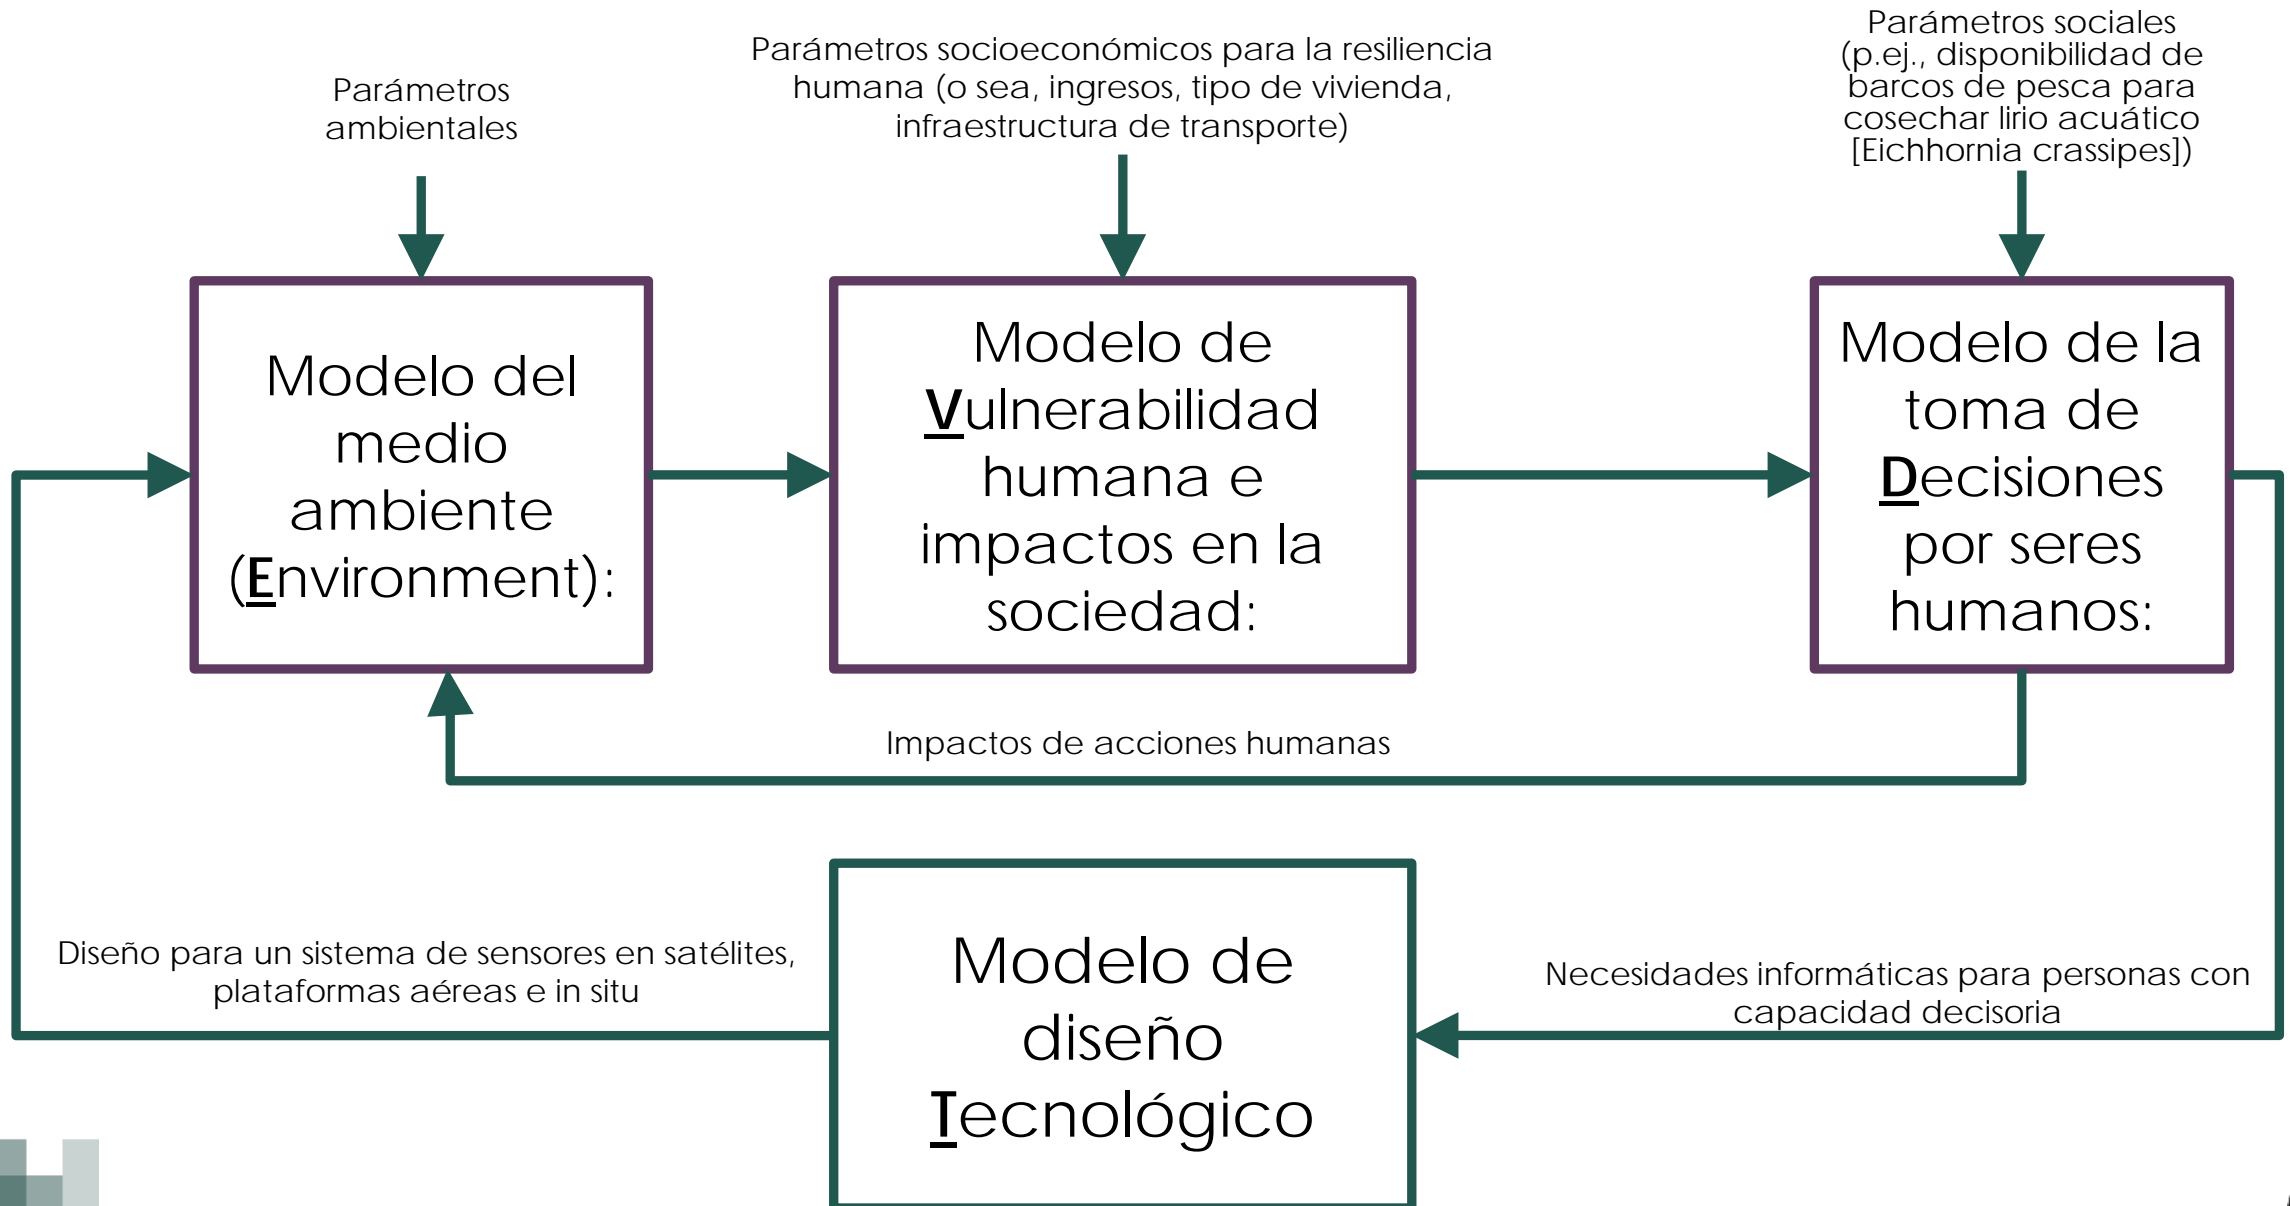 Parámetros
ambientales
Parámetros socioeconómicos para la resiliencia
humana (o sea, ingresos, tipo de vivienda,
infraestructura de transporte)
Parámetros sociales
(p.ej., disponibilidad de
barcos de pesca para
cosechar lirio acuático
[Eichhornia crassipes])
Modelo del
medio
ambiente
(Environment):
Modelo de
Vulnerabilidad
humana e
impactos en la
sociedad:
Modelo de la
toma de
Decisiones
por seres
humanos:
Impactos de acciones humanas
Diseño para un sistema de sensores en satélites,
plataformas aéreas e in situ
Modelo de
diseño
Tecnológico
Necesidades informáticas para personas con
capacidad decisoria